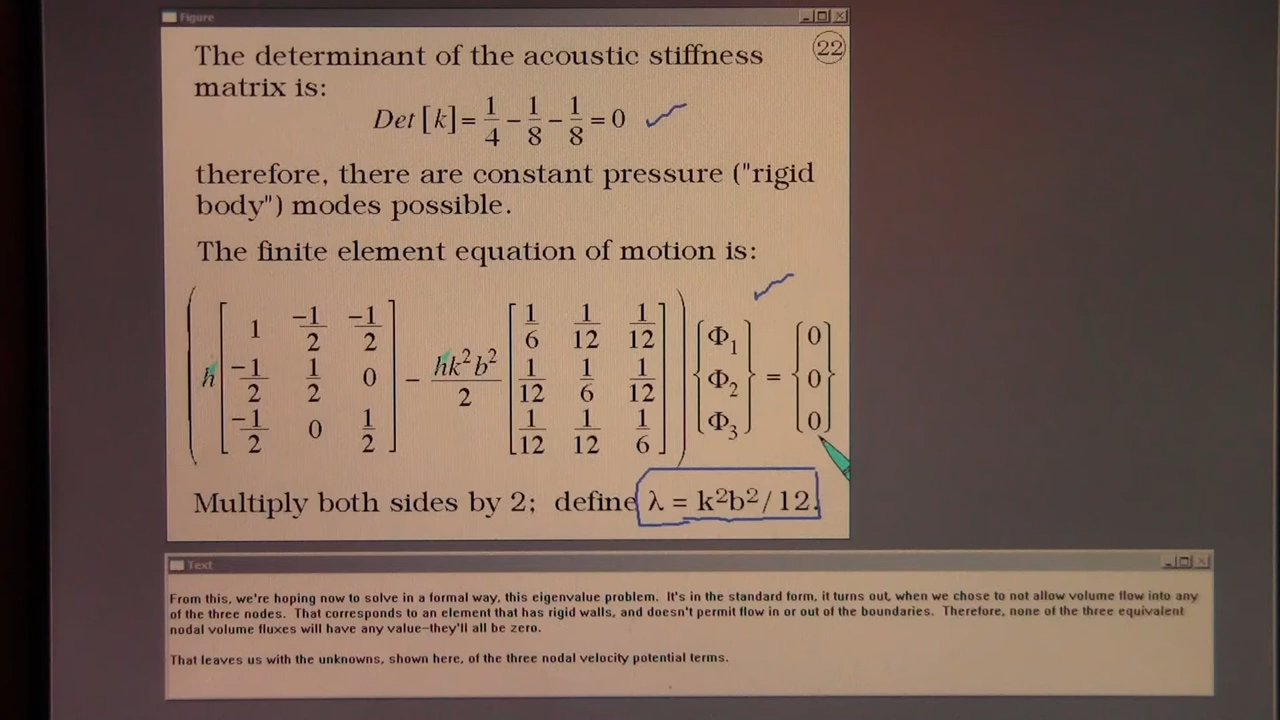 Figure
22
The determinant of the acoustic stiffness
matrix is:
Det [k] = 1/4 − 1/8 − 1/8 = 0
therefore, there are constant pressure ("rigid
body") modes possible.
The finite element equation of motion is:
( h [ 1 -1/2 -1/2 ; -1/2 1/2 0 ; -1/2 0 1/2 ] − hk²b²/2 [ 1/6 1/12 1/12 ; 1/12 1/6 1/12 ; 1/12 1/12 1/6 ] ) { Φ₁ Φ₂ Φ₃ } = { 0 0 0 }
Multiply both sides by 2; define λ = k²b²/12.
Text
From this, we're hoping now to solve in a formal way, this eigenvalue problem. It's in the standard form, it turns out, when we chose to not allow volume flow into any
of the three nodes. That corresponds to an element that has rigid walls, and doesn't permit flow in or out of the boundaries. Therefore, none of the three equivalent
nodal volume fluxes will have any value–they'll all be zero.
That leaves us with the unknowns, shown here, of the three nodal velocity potential terms.